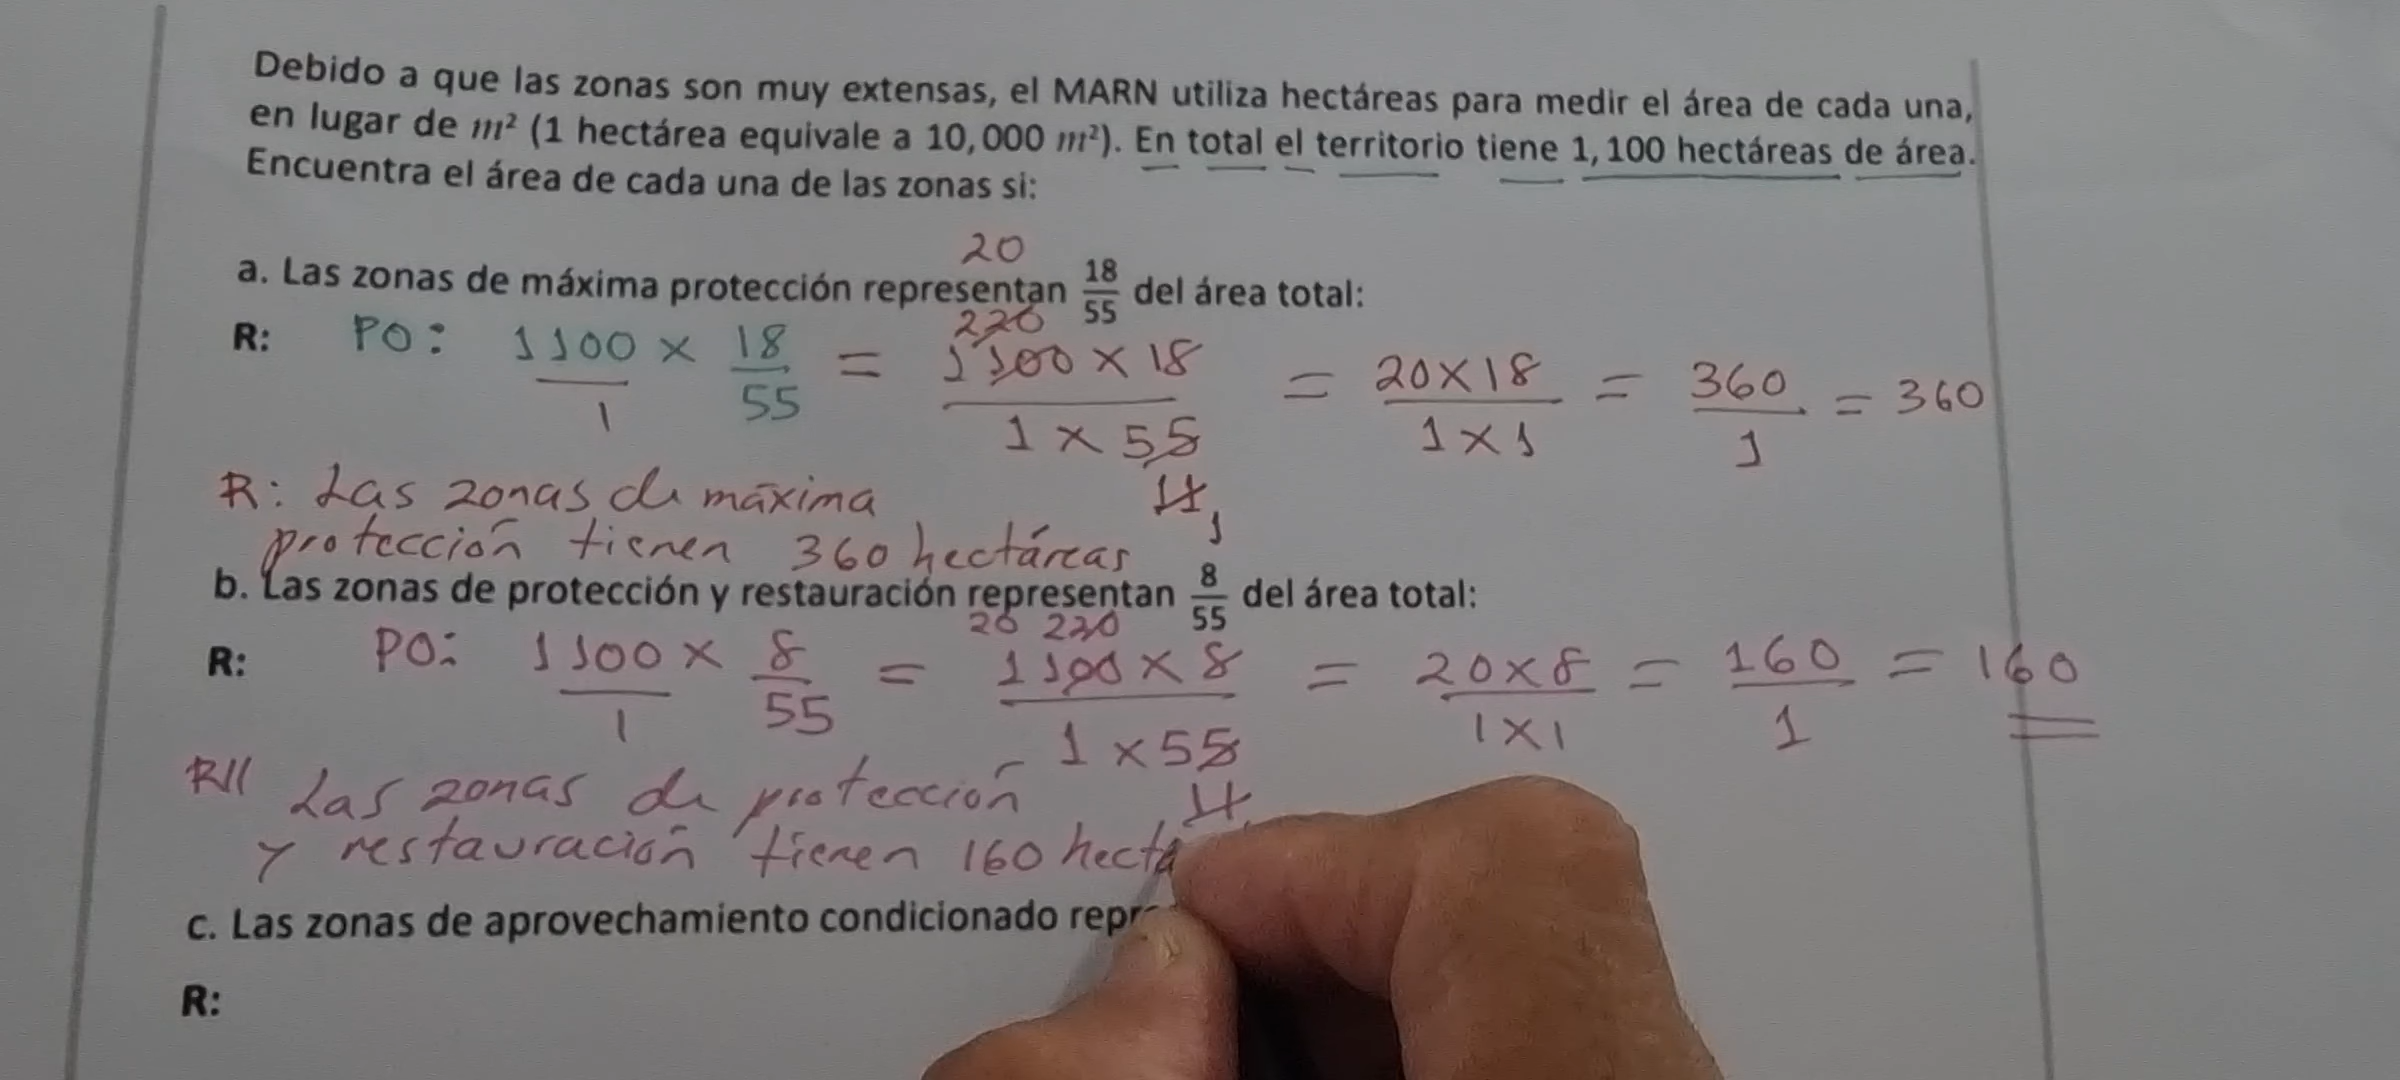 Debido a que las zonas son muy extensas, el MARN utiliza hectáreas para medir el área de cada una,
en lugar de m² (1 hectárea equivale a 10,000 m²). En total el territorio tiene 1,100 hectáreas de área.
Encuentra el área de cada una de las zonas si:
20
a. Las zonas de máxima protección representan 18/55 del área total:
220
R: PO: 1100/1 × 18/55 = 1100 × 18/1 × 55 = 20×18/1×1 = 360/1 = 360
11
1
R: Las zonas de máxima
protección tienen 360 hectáreas
b. Las zonas de protección y restauración representan 8/55 del área total:
20 220
R: PO: 1100/1 × 8/55 = 1100 × 8/1 × 55 = 20×8/1×1 = 160/1 = 160
11
R// Las zonas de protección
y restauración tienen 160 hectá
c. Las zonas de aprovechamiento condicionado repr
R: